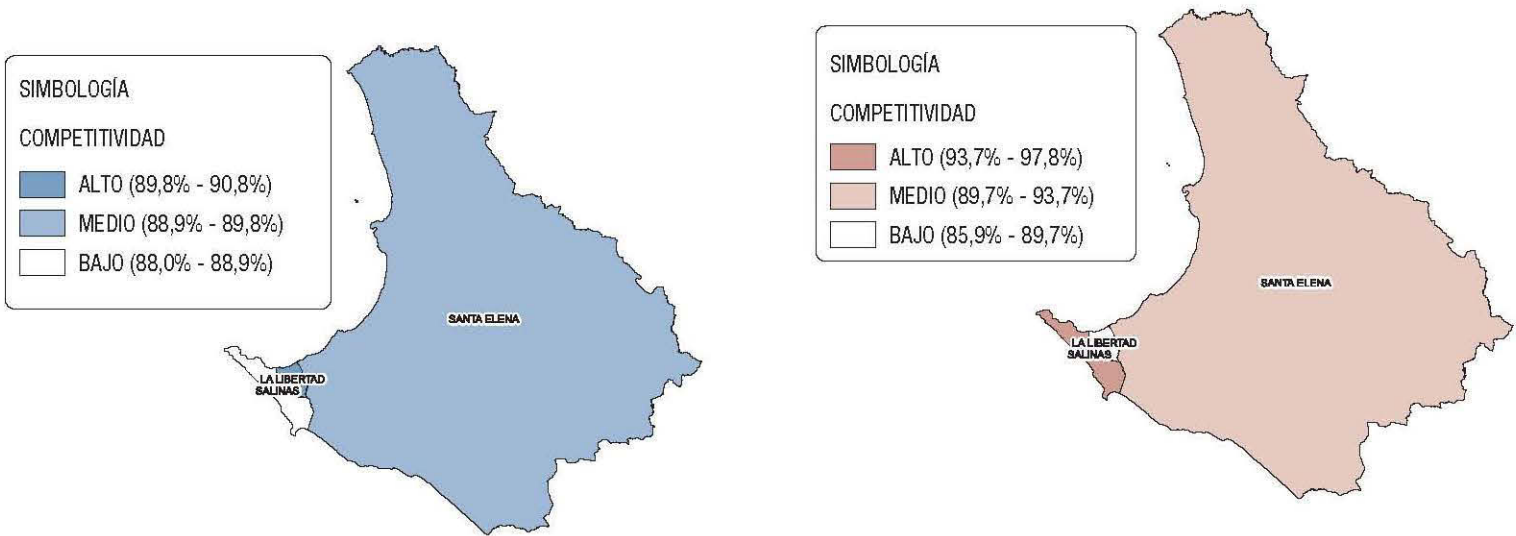 SIMBOLOGÍA
COMPETITIVIDAD
ALTO (89,8% - 90,8%)
MEDIO (88,9% - 89,8%)
BAJO (88,0% - 88,9%)
SANTA ELENA
LA LIBERTAD
SALINAS
SIMBOLOGÍA
COMPETITIVIDAD
ALTO (93,7% - 97,8%)
MEDIO (89,7% - 93,7%)
BAJO (85,9% - 89,7%)
SANTA ELENA
LA LIBERTAD
SALINAS